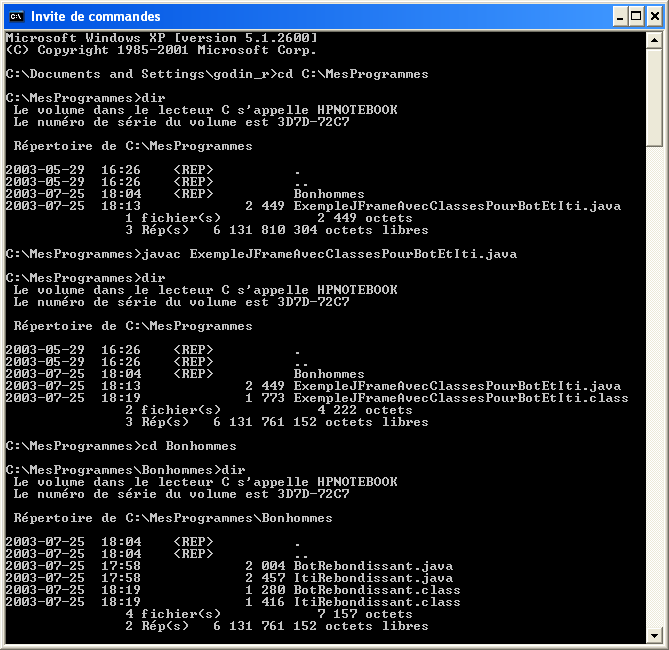 Invite de commandes
Microsoft Windows XP [version 5.1.2600]
(C) Copyright 1985-2001 Microsoft Corp.
C:\Documents and Settings\godin_r>cd C:\MesProgrammes
C:\MesProgrammes>dir
Le volume dans le lecteur C s'appelle HPNOTEBOOK
Le numéro de série du volume est 3D7D-72C7
Répertoire de C:\MesProgrammes
2003-05-29  16:26    <REP>          .
2003-05-29  16:26    <REP>          ..
2003-07-25  18:04    <REP>          Bonhommes
2003-07-25  18:13             2 449 ExempleJFrameAvecClassesPourBotEtIti.java
1 fichier(s)            2 449 octets
3 Rép(s)   6 131 810 304 octets libres
C:\MesProgrammes>javac ExempleJFrameAvecClassesPourBotEtIti.java
C:\MesProgrammes>dir
Le volume dans le lecteur C s'appelle HPNOTEBOOK
Le numéro de série du volume est 3D7D-72C7
Répertoire de C:\MesProgrammes
2003-05-29  16:26    <REP>          .
2003-05-29  16:26    <REP>          ..
2003-07-25  18:04    <REP>          Bonhommes
2003-07-25  18:13             2 449 ExempleJFrameAvecClassesPourBotEtIti.java
2003-07-25  18:19             1 773 ExempleJFrameAvecClassesPourBotEtIti.class
2 fichier(s)            4 222 octets
3 Rép(s)   6 131 761 152 octets libres
C:\MesProgrammes>cd Bonhommes
C:\MesProgrammes\Bonhommes>dir
Le volume dans le lecteur C s'appelle HPNOTEBOOK
Le numéro de série du volume est 3D7D-72C7
Répertoire de C:\MesProgrammes\Bonhommes
2003-07-25  18:04    <REP>          .
2003-07-25  18:04    <REP>          ..
2003-07-25  17:58             2 004 BotRebondissant.java
2003-07-25  17:58             2 457 ItiRebondissant.java
2003-07-25  18:19             1 280 BotRebondissant.class
2003-07-25  18:19             1 416 ItiRebondissant.class
4 fichier(s)            7 157 octets
2 Rép(s)   6 131 761 152 octets libres